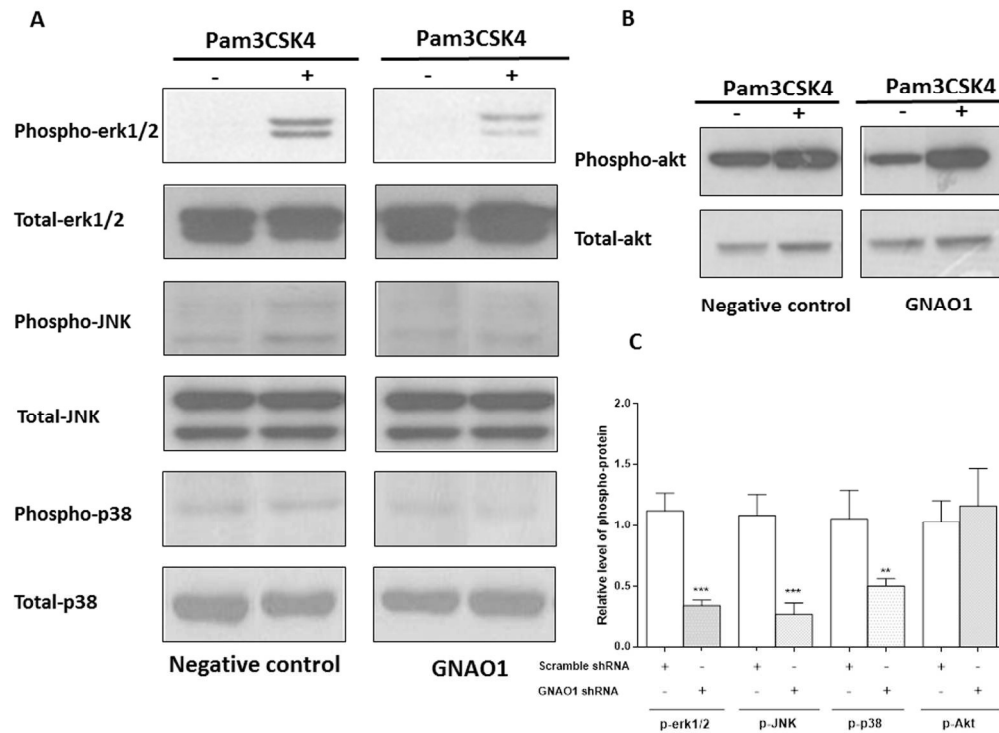 A
Pam3CSK4 Pam3CSK4
- + - +
Phospho-erk1/2
Total-erk1/2
Phospho-JNK
Total-JNK
Phospho-p38
Total-p38
Negative control GNAO1
B
Pam3CSK4 Pam3CSK4
- + - +
Phospho-akt
Total-akt
Negative control GNAO1
C
Relative level of phospho-protein
2.0
1.5
1.0
0.5
0.0
*** *** **
Scramble shRNA + - + - + - + -
GNAO1 shRNA - + - + - + - +
p-erk1/2 p-JNK p-p38 p-Akt